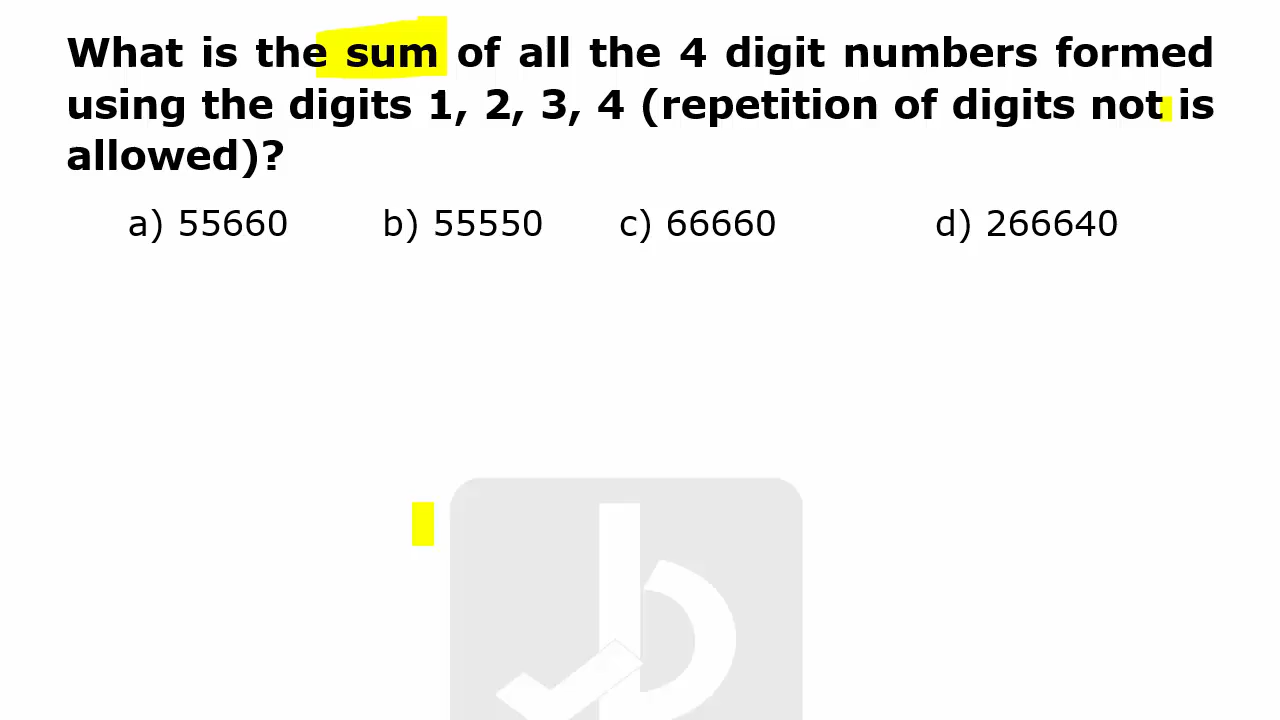 What is the sum of all the 4 digit numbers formed
using the digits 1, 2, 3, 4 (repetition of digits not is
allowed)?
a) 55660 b) 55550 c) 66660 d) 266640